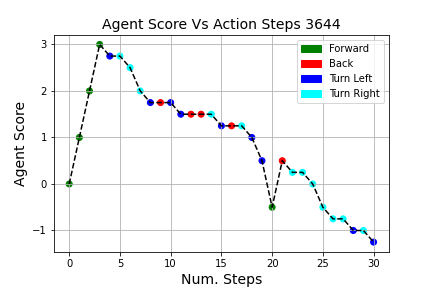 Agent Score Vs Action Steps 3644
Forward
Back
Turn Left
Turn Right
3
2
1
0
−1
Agent Score
0 5 10 15 20 25 30
Num. Steps